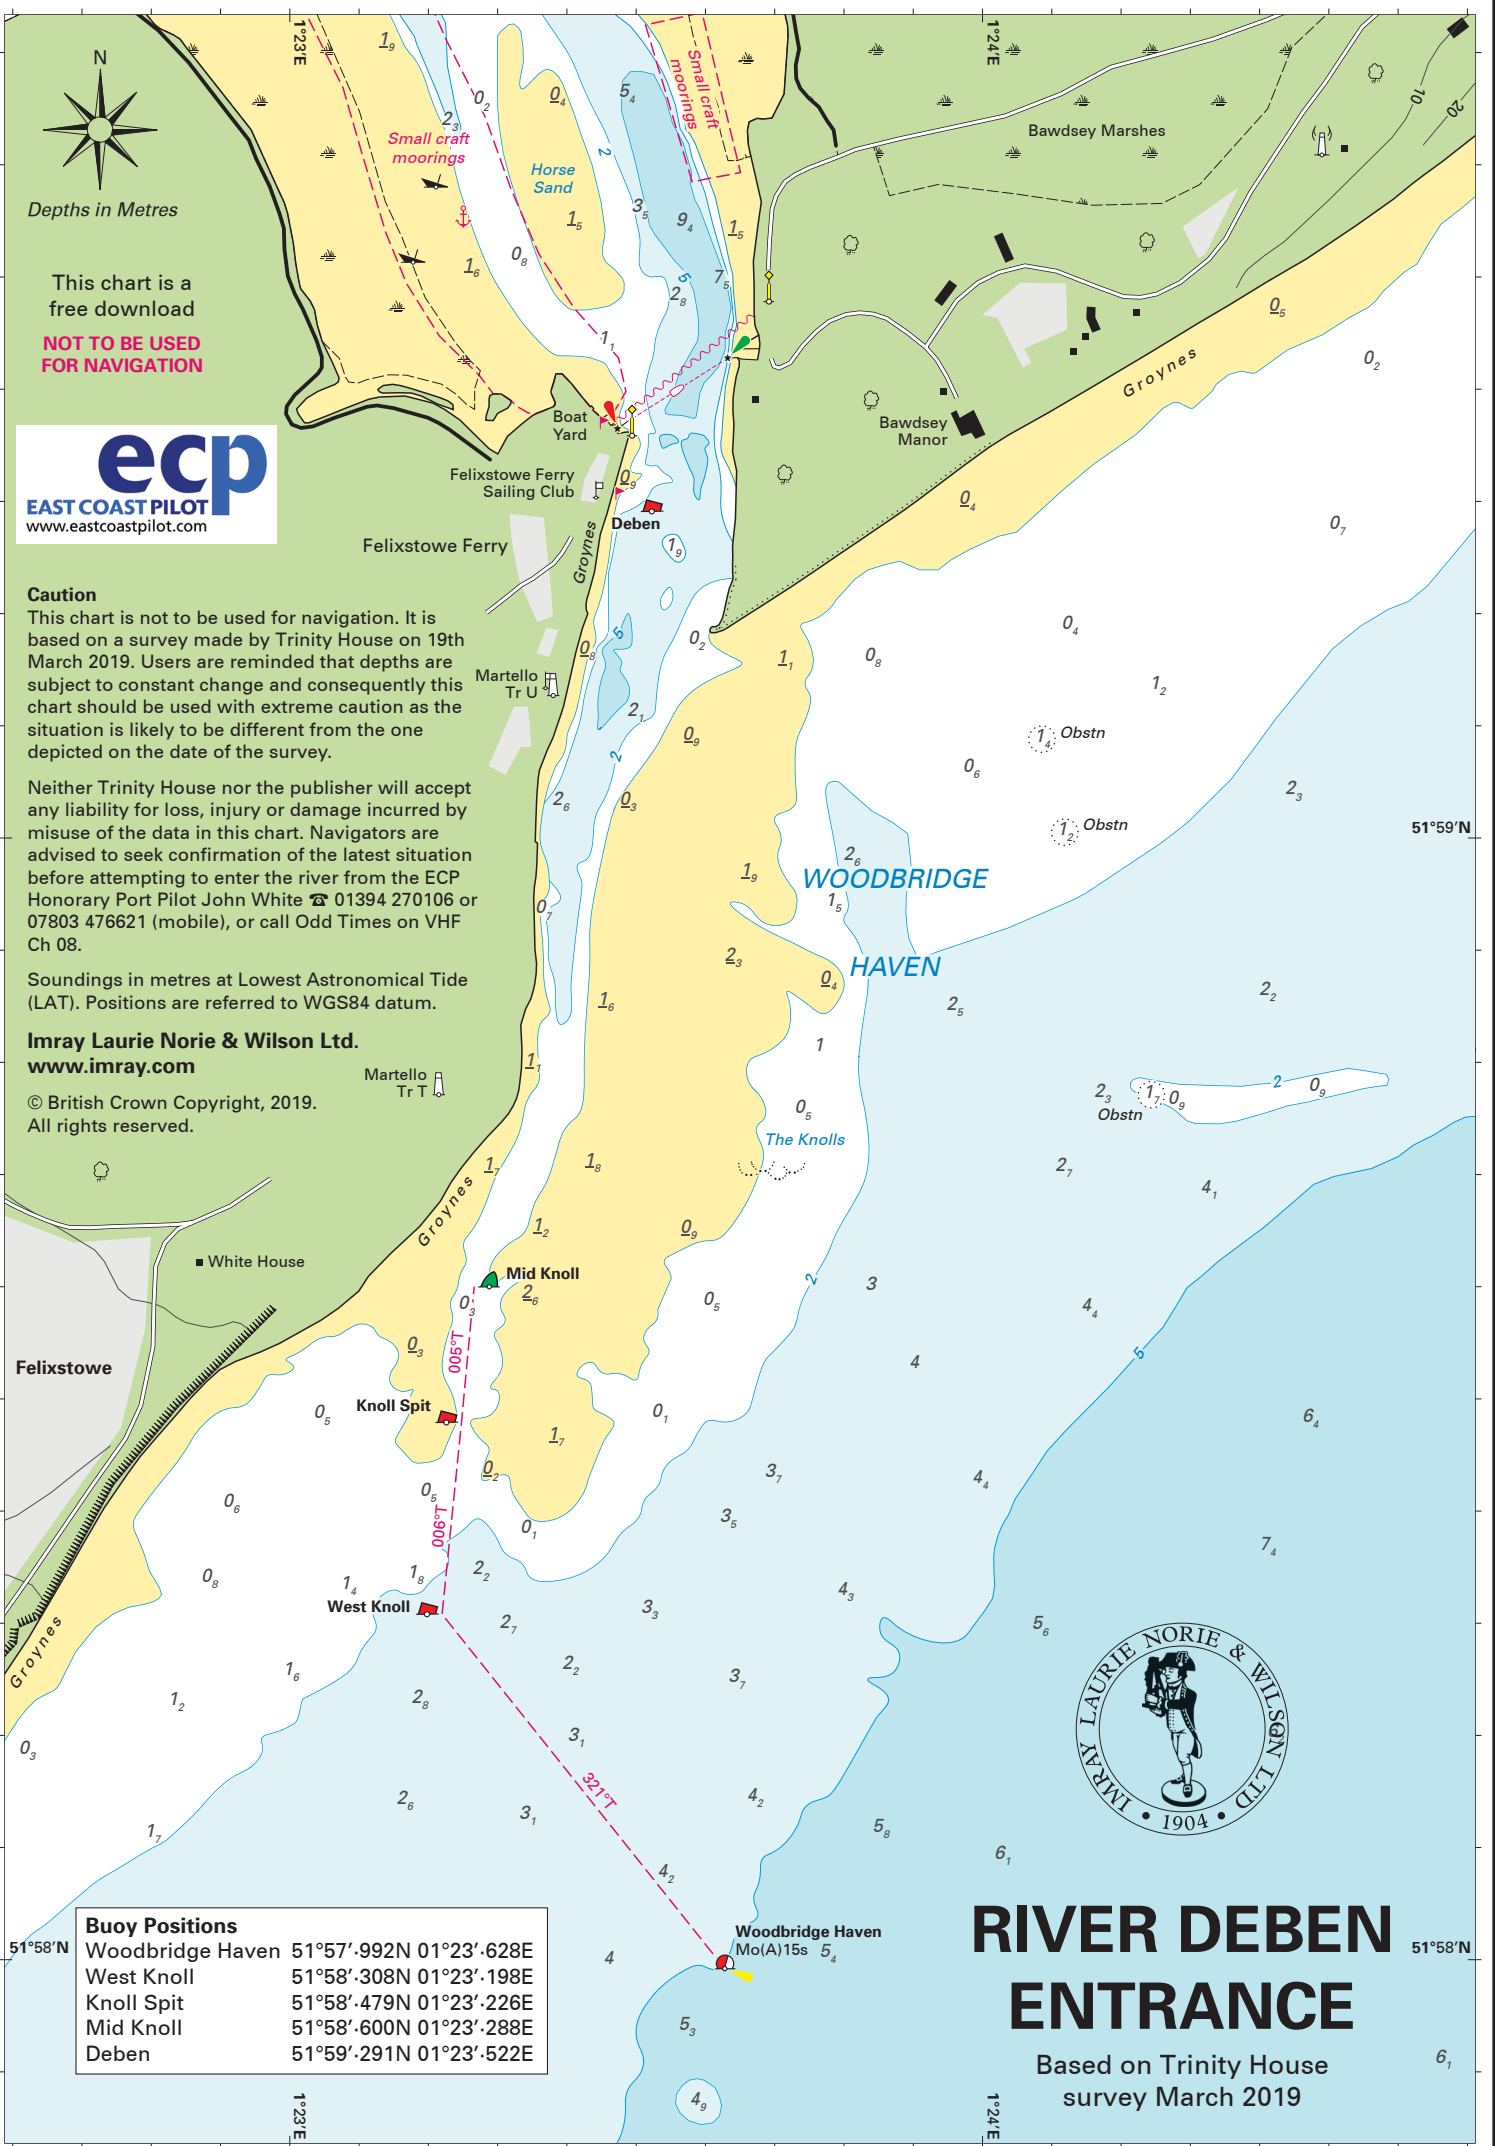 1°23'E
1°24'E
N
Depths in Metres
This chart is a
free download
NOT TO BE USED
FOR NAVIGATION
ecp
EAST COAST PILOT
www.eastcoastpilot.com
Small craft
moorings
Small craft
moorings
Horse
Sand
Bawdsey Marshes
10
20
Groynes
Bawdsey
Manor
Boat
Yard
Felixstowe Ferry
Sailing Club
Deben
Felixstowe Ferry
Groynes
Martello
Tr U
Caution
This chart is not to be used for navigation. It is
based on a survey made by Trinity House on 19th
March 2019. Users are reminded that depths are
subject to constant change and consequently this
chart should be used with extreme caution as the
situation is likely to be different from the one
depicted on the date of the survey.
Neither Trinity House nor the publisher will accept
any liability for loss, injury or damage incurred by
misuse of the data in this chart. Navigators are
advised to seek confirmation of the latest situation
before attempting to enter the river from the ECP
Honorary Port Pilot John White ☎ 01394 270106 or
07803 476621 (mobile), or call Odd Times on VHF
Ch 08.
Soundings in metres at Lowest Astronomical Tide
(LAT). Positions are referred to WGS84 datum.
Imray Laurie Norie & Wilson Ltd.
www.imray.com
© British Crown Copyright, 2019.
All rights reserved.
Martello
Tr T
1₄ Obstn
1₂ Obstn
51°59'N
WOODBRIDGE
HAVEN
1₇ 0₉
Obstn
The Knolls
Groynes
White House
Mid Knoll
005°T
Felixstowe
Knoll Spit
006°T
West Knoll
Groynes
321°T
IMRAY LAURIE NORIE & WILSON LTD
• 1904 •
Woodbridge Haven
Mo(A)15s 5₄
51°58'N
Buoy Positions
Woodbridge Haven 51°57'·992N 01°23'·628E
West Knoll 51°58'·308N 01°23'·198E
Knoll Spit 51°58'·479N 01°23'·226E
Mid Knoll 51°58'·600N 01°23'·288E
Deben 51°59'·291N 01°23'·522E
RIVER DEBEN
ENTRANCE
51°58'N
Based on Trinity House
survey March 2019
1°23'E
1°24'E